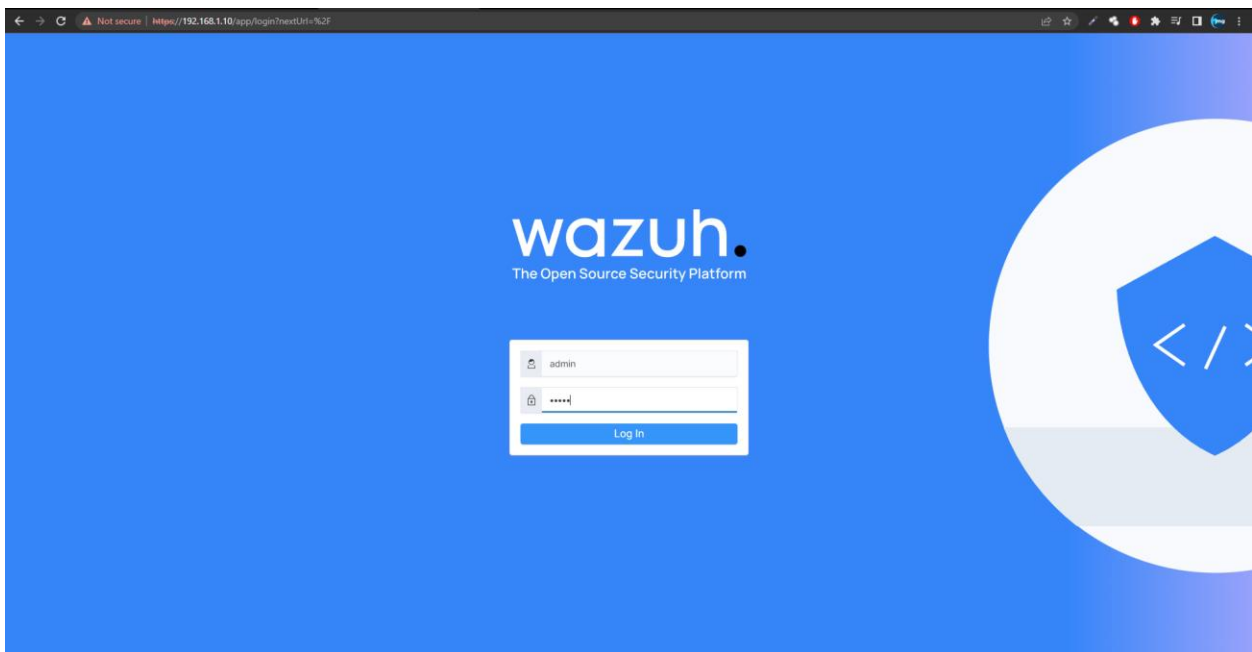 Not secure | https://192.168.1.10/app/login?nextUrl=%2F
wazuh.
The Open Source Security Platform
admin
•••••
Log In
</ >